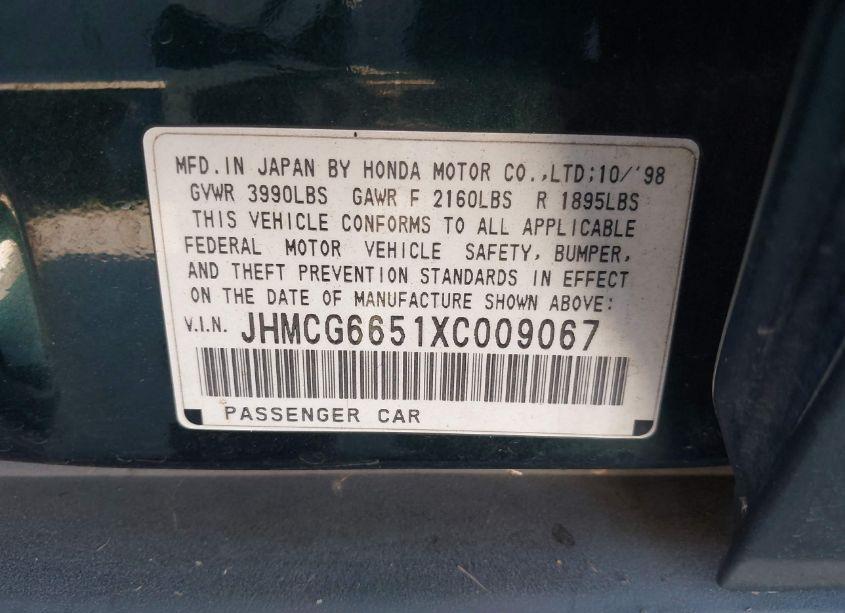 MFD.IN JAPAN BY HONDA MOTOR CO.,LTD;10/'98
GVWR 3990LBS GAWR F 2160LBS R 1895LBS
THIS VEHICLE CONFORMS TO ALL APPLICABLE
FEDERAL MOTOR VEHICLE SAFETY, BUMPER,
AND THEFT PREVENTION STANDARDS IN EFFECT
ON THE DATE OF MANUFACTURE SHOWN ABOVE:
V.I.N. JHMCG6651XC009067
PASSENGER CAR